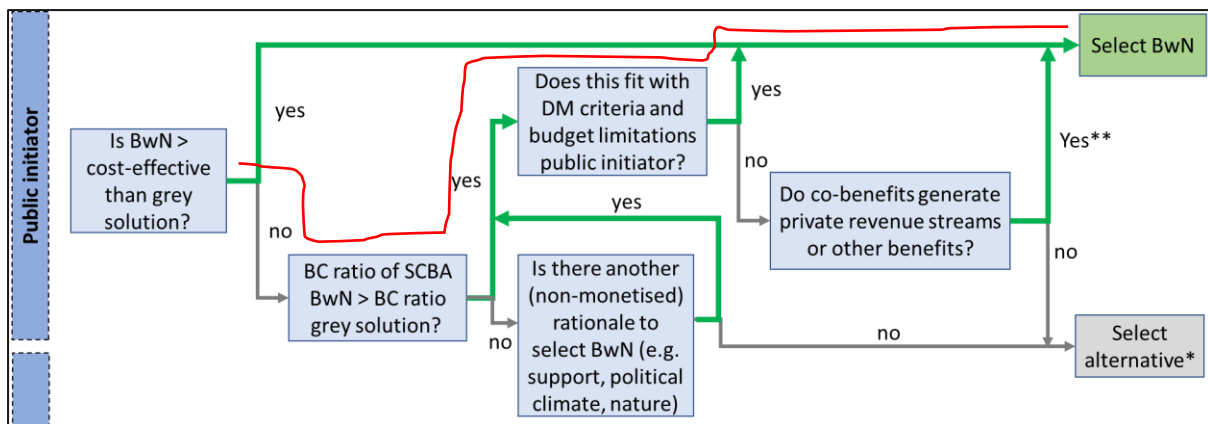 Public initiator
Is BwN >
cost-effective
than grey
solution?
yes
no
BC ratio of SCBA
BwN > BC ratio
grey solution?
yes
no
Does this fit with
DM criteria and
budget limitations
public initiator?
yes
no
yes
Is there another
(non-monetised)
rationale to
select BwN (e.g.
support, political
climate, nature)
no
Do co-benefits generate
private revenue streams
or other benefits?
Yes**
no
Select BwN
Select
alternative*